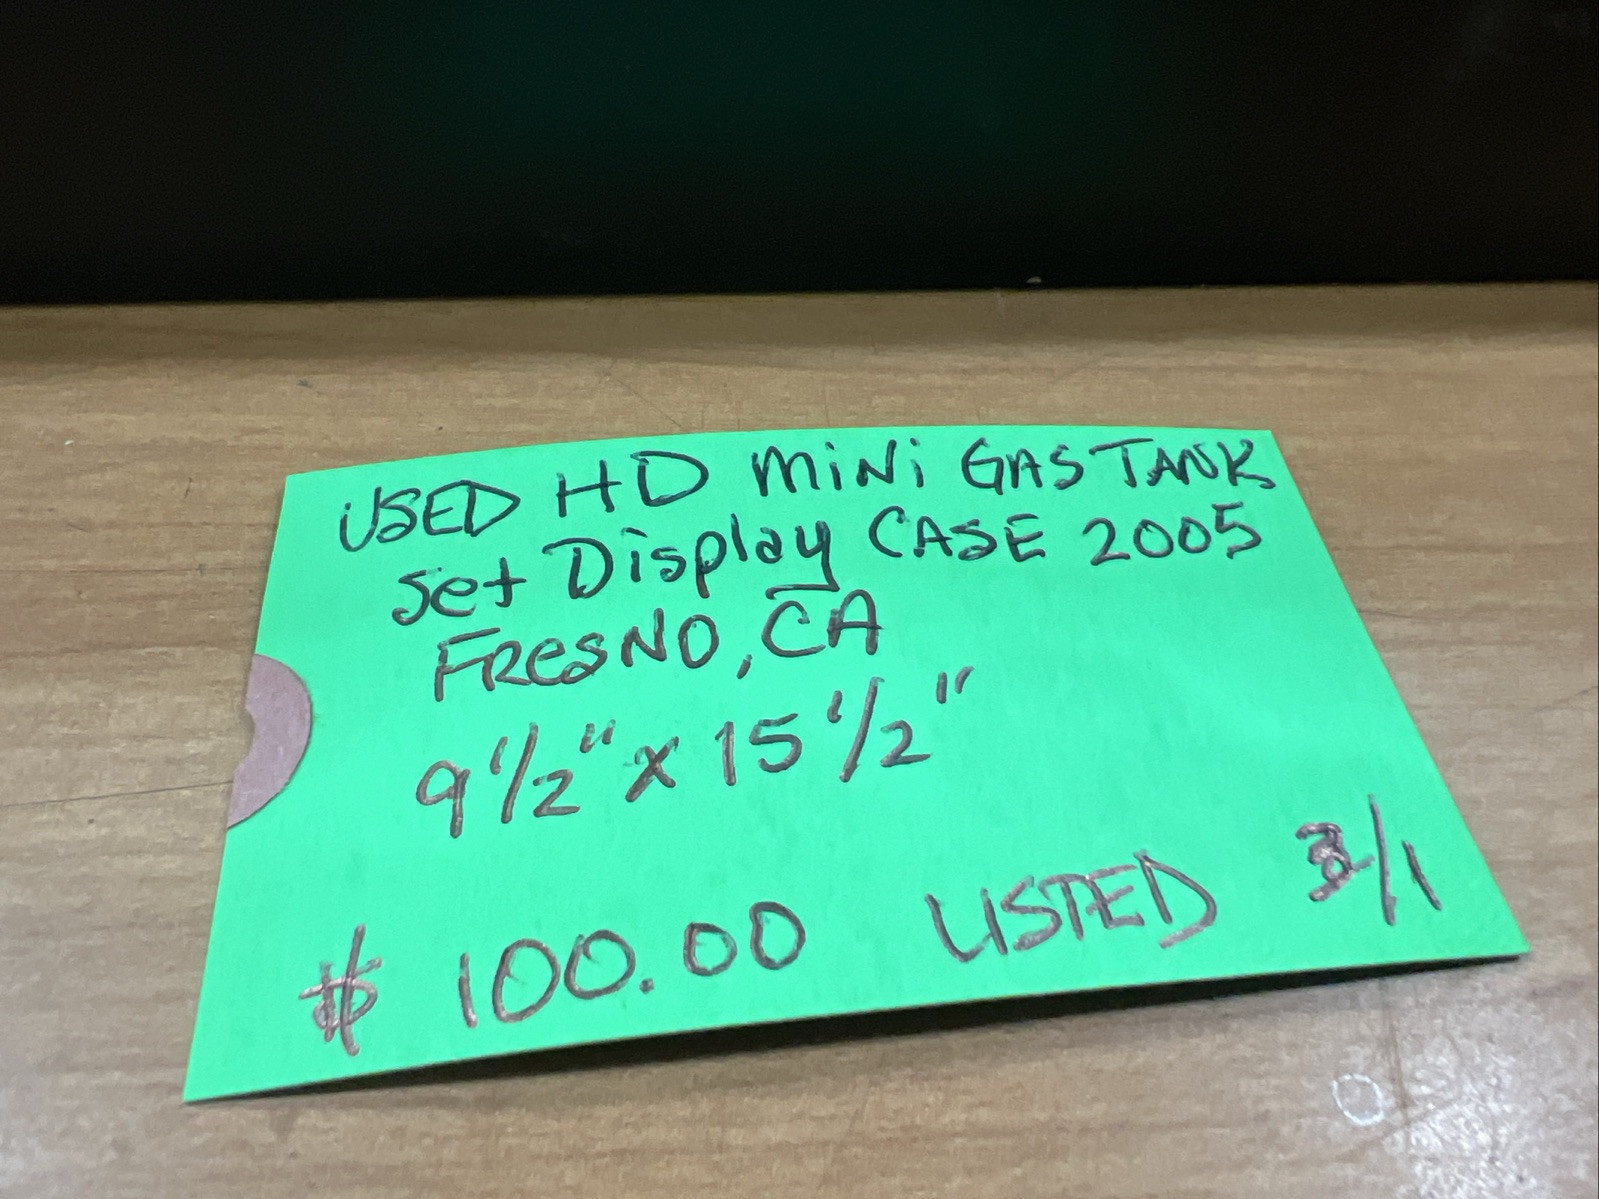 USED HD MiNi GAS TANK
Set Display CASE 2005
FResNO, CA
9 1/2" x 15 1/2"
$ 100.00 LISTED 3/1